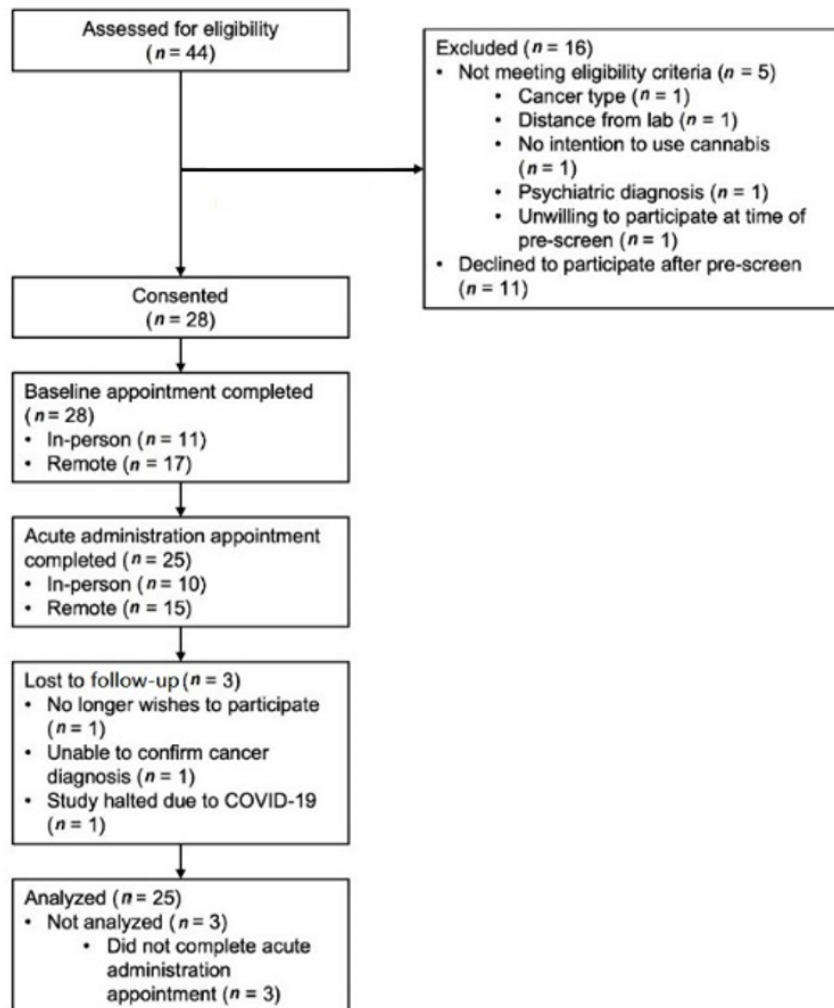 Assessed for eligibility
(n = 44)
Excluded (n = 16)
• Not meeting eligibility criteria (n = 5)
• Cancer type (n = 1)
• Distance from lab (n = 1)
• No intention to use cannabis
(n = 1)
• Psychiatric diagnosis (n = 1)
• Unwilling to participate at time of
pre-screen (n = 1)
• Declined to participate after pre-screen
(n = 11)
Consented
(n = 28)
Baseline appointment completed
(n = 28)
• In-person (n = 11)
• Remote (n = 17)
Acute administration appointment
completed (n = 25)
• In-person (n = 10)
• Remote (n = 15)
Lost to follow-up (n = 3)
• No longer wishes to participate
(n = 1)
• Unable to confirm cancer
diagnosis (n = 1)
• Study halted due to COVID-19
(n = 1)
Analyzed (n = 25)
• Not analyzed (n = 3)
• Did not complete acute
administration
appointment (n = 3)